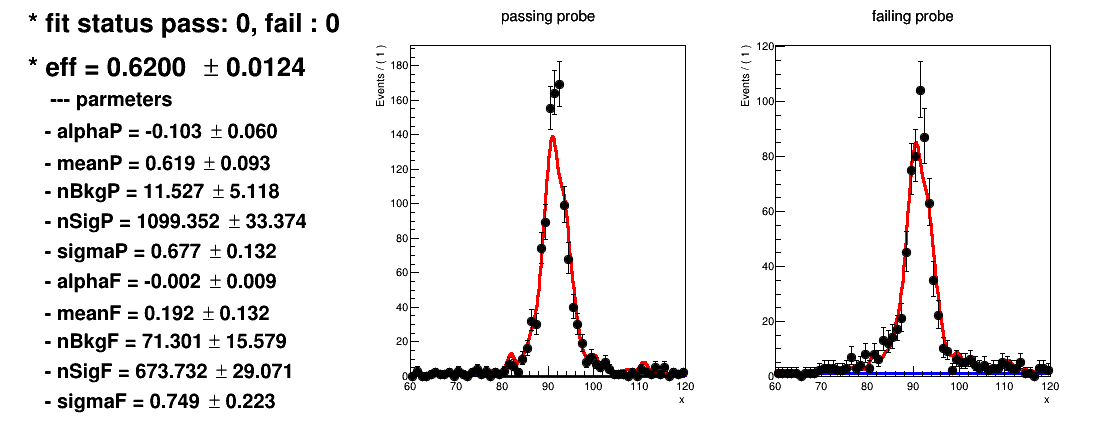 * fit status pass: 0, fail : 0
* eff = 0.6200 ± 0.0124
--- parmeters
- alphaP = -0.103 ± 0.060
- meanP = 0.619 ± 0.093
- nBkgP = 11.527 ± 5.118
- nSigP = 1099.352 ± 33.374
- sigmaP = 0.677 ± 0.132
- alphaF = -0.002 ± 0.009
- meanF = 0.192 ± 0.132
- nBkgF = 71.301 ± 15.579
- nSigF = 673.732 ± 29.071
- sigmaF = 0.749 ± 0.223
passing probe
Events / ( 1 )
180
160
140
120
100
80
60
40
20
0
60 70 80 90 100 110 120
x
failing probe
Events / ( 1 )
120
100
80
60
40
20
0
60 70 80 90 100 110 120
x